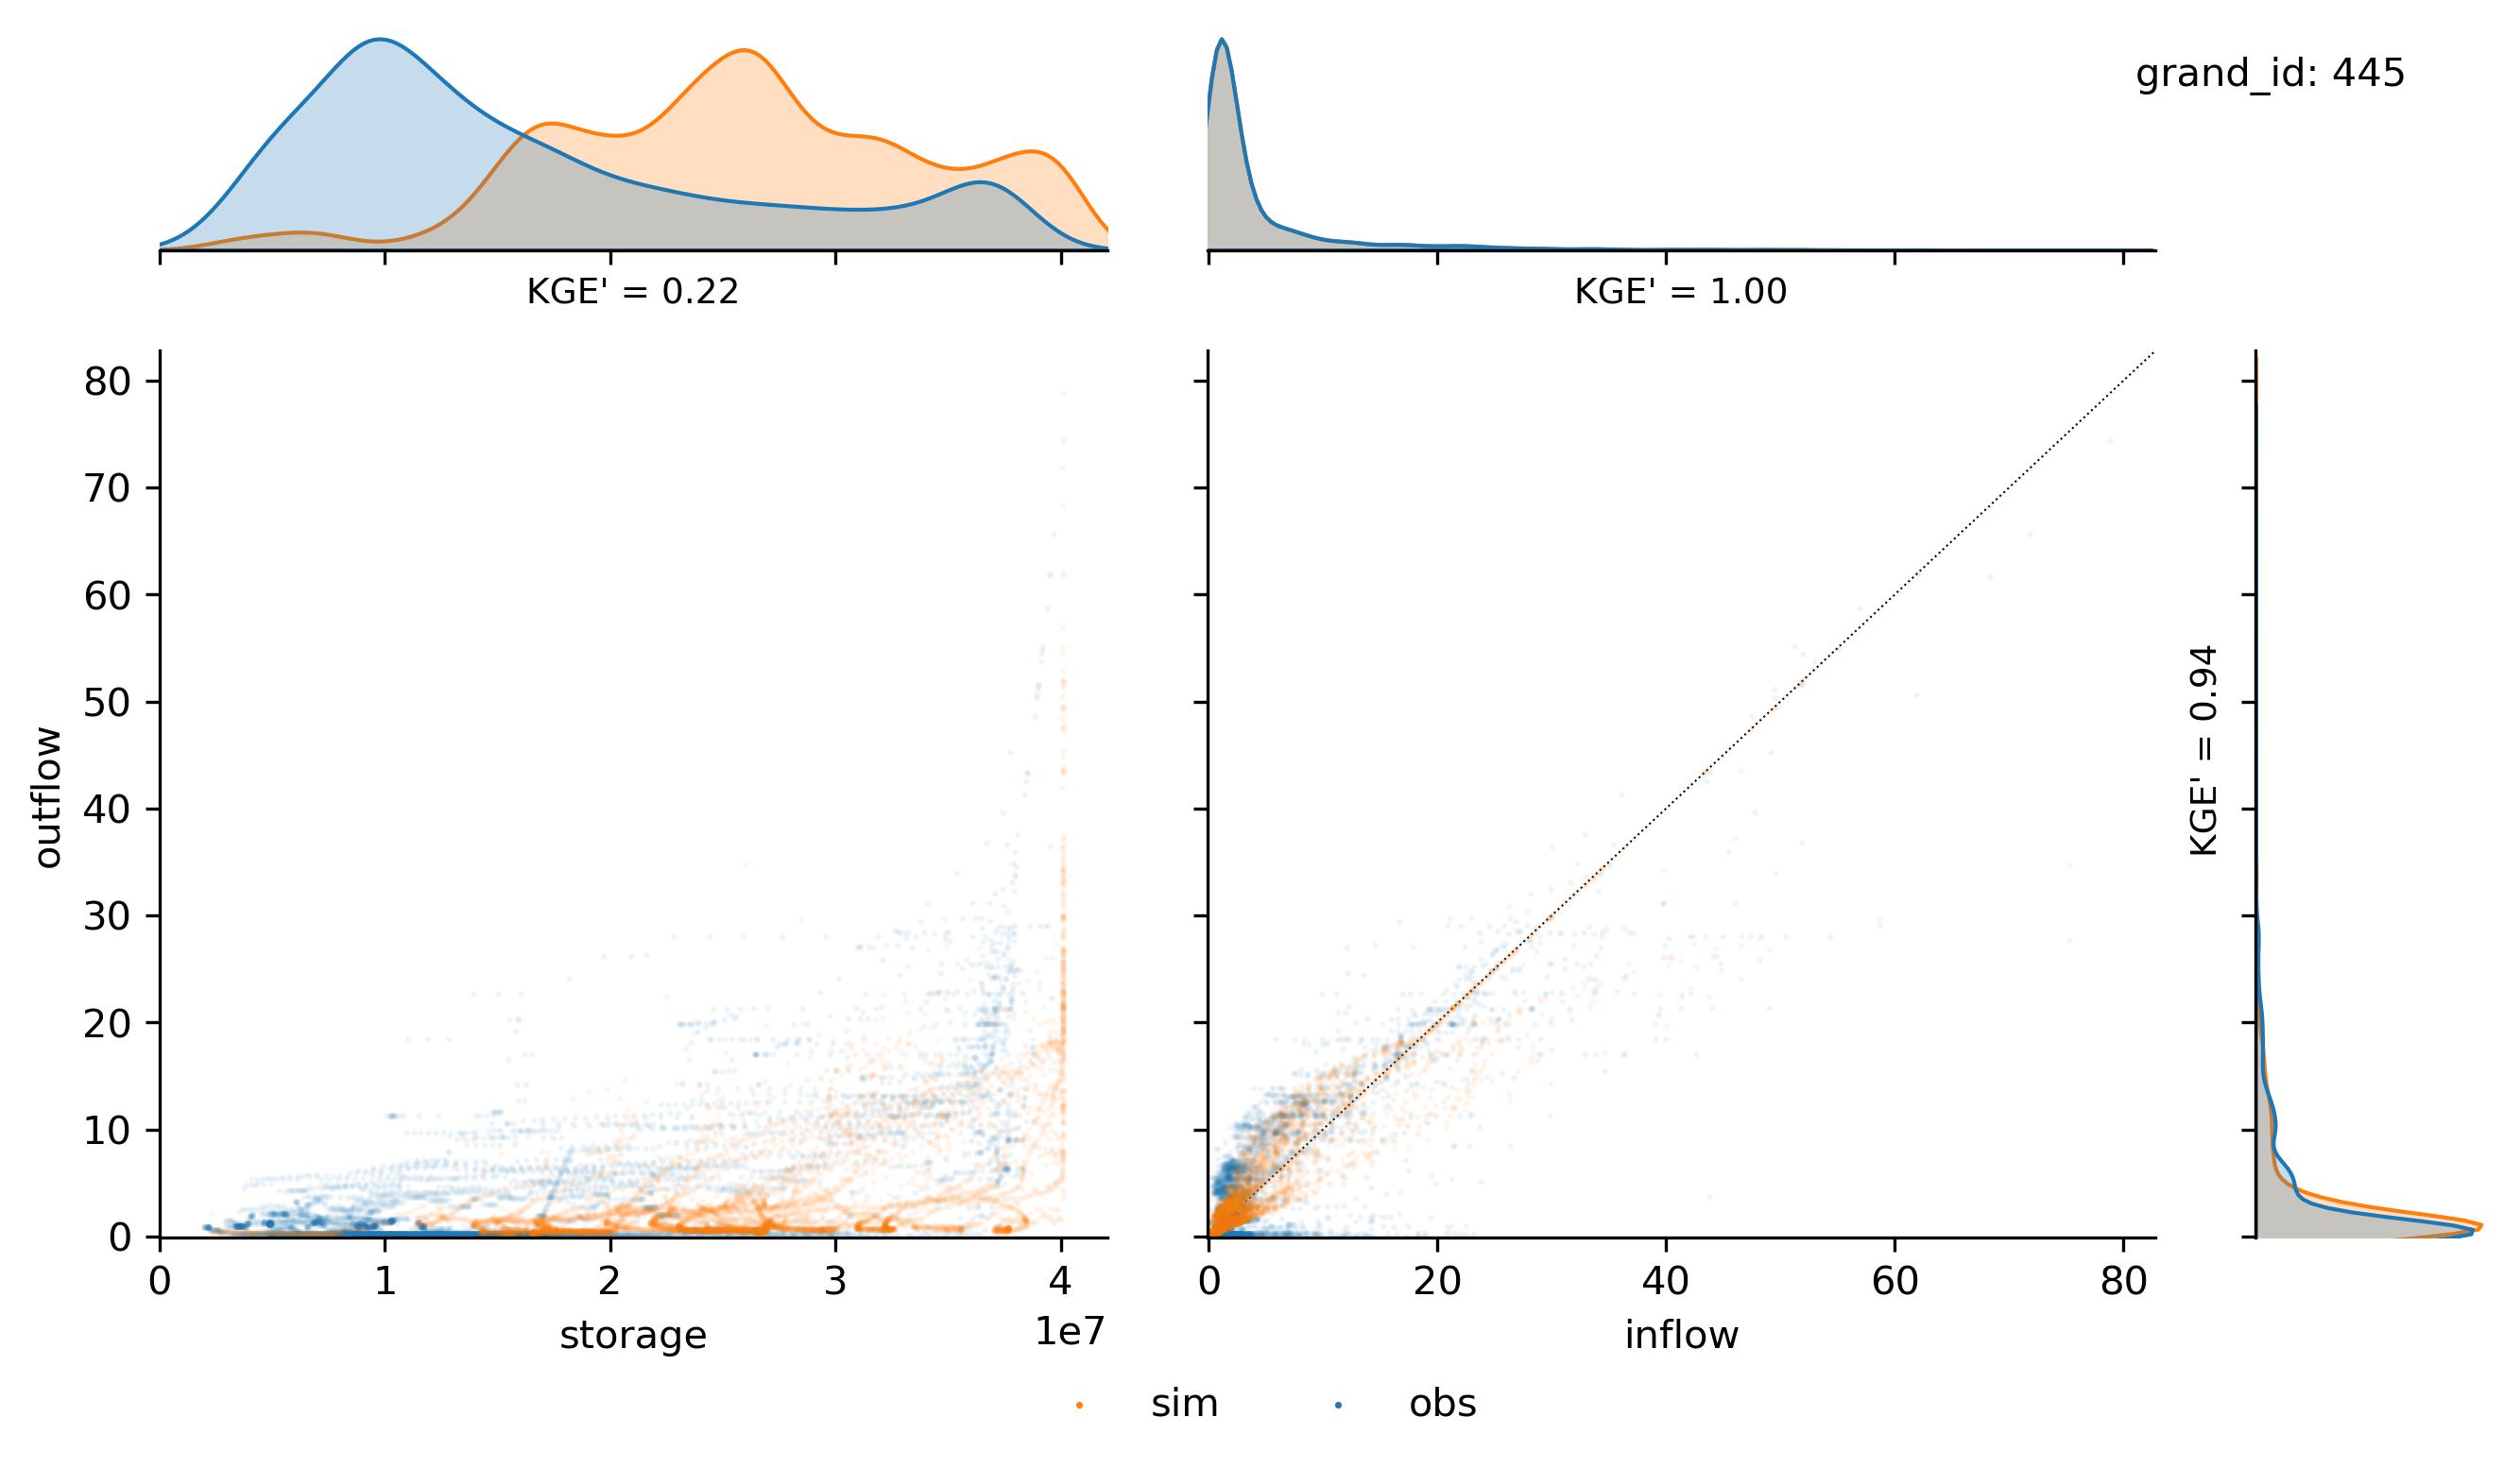 grand_id: 445
KGE' = 0.22
KGE' = 1.00
80
70
60
50
40
30
20
10
0
outflow
KGE' = 0.94
0 1 2 3 4
1e7
storage
0 20 40 60 80
inflow
sim obs